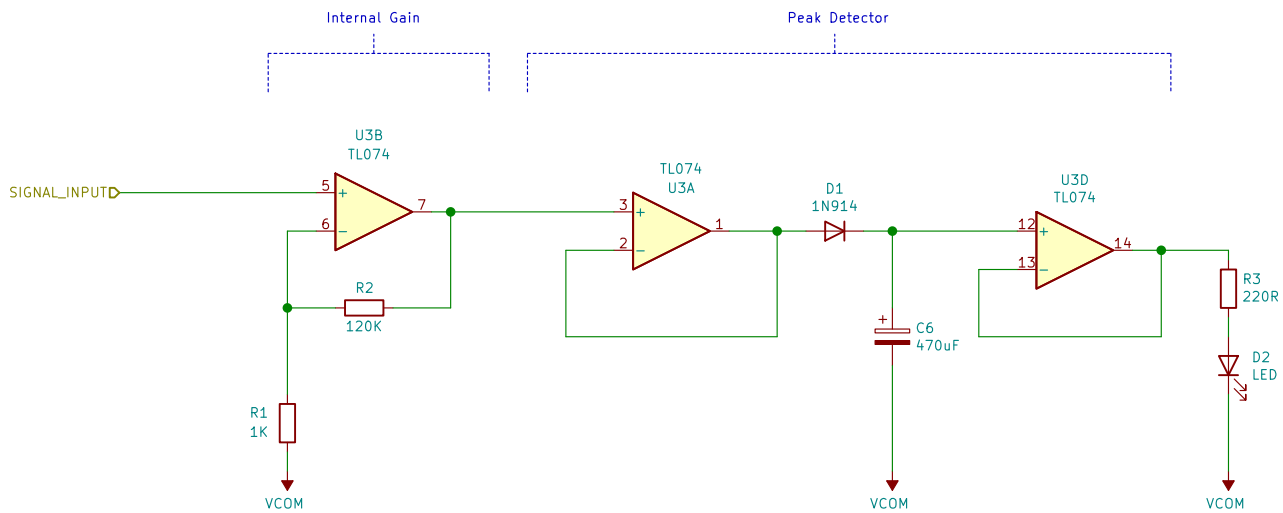 Internal Gain
Peak Detector
U3B
TL074
SIGNAL_INPUT
5
+
6
−
7
R2
120K
R1
1K
VCOM
TL074
U3A
3
+
2
−
1
D1
1N914
+
C6
470uF
VCOM
U3D
TL074
12
+
13
−
14
R3
220R
D2
LED
VCOM